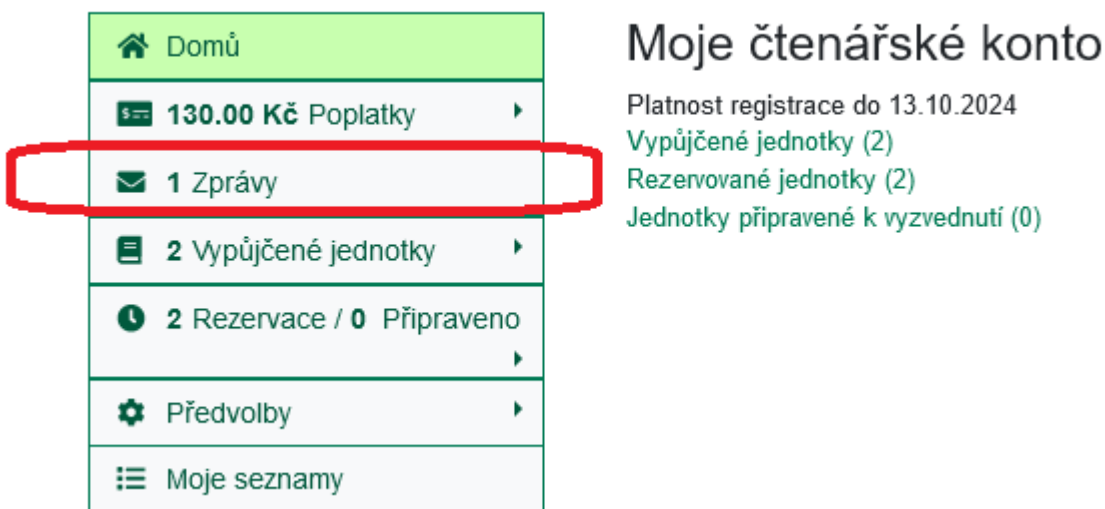 Domů
130.00 Kč Poplatky
1 Zprávy
2 Vypůjčené jednotky
2 Rezervace / 0 Připraveno
Předvolby
Moje seznamy
Moje čtenářské konto
Platnost registrace do 13.10.2024
Vypůjčené jednotky (2)
Rezervované jednotky (2)
Jednotky připravené k vyzvednutí (0)